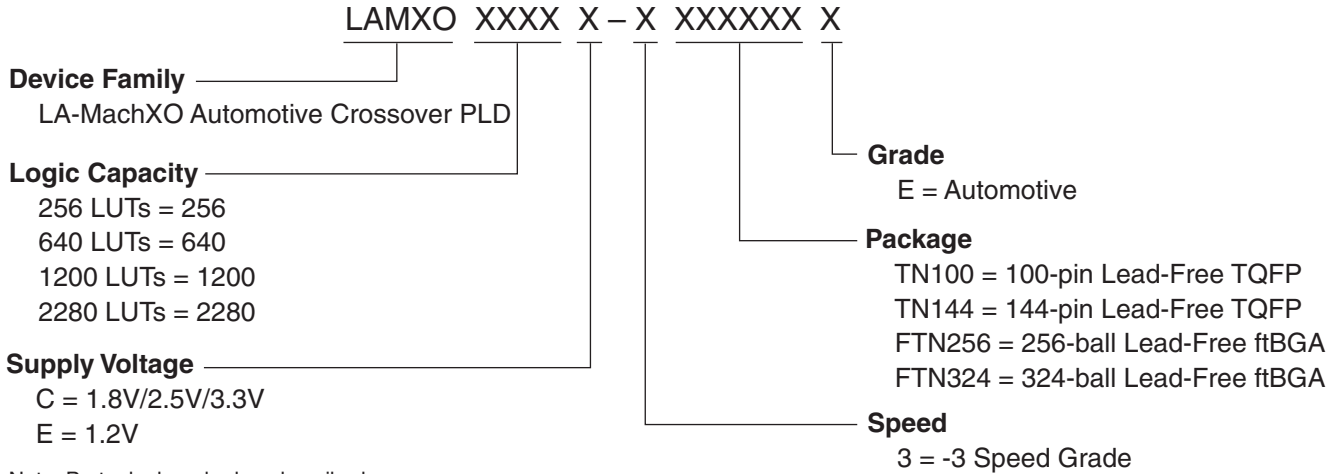 LAMXO XXXX X – X XXXXXX X
Device Family
LA-MachXO Automotive Crossover PLD
Logic Capacity
256 LUTs = 256
640 LUTs = 640
1200 LUTs = 1200
2280 LUTs = 2280
Supply Voltage
C = 1.8V/2.5V/3.3V
E = 1.2V
Grade
E = Automotive
Package
TN100 = 100-pin Lead-Free TQFP
TN144 = 144-pin Lead-Free TQFP
FTN256 = 256-ball Lead-Free ftBGA
FTN324 = 324-ball Lead-Free ftBGA
Speed
3 = -3 Speed Grade